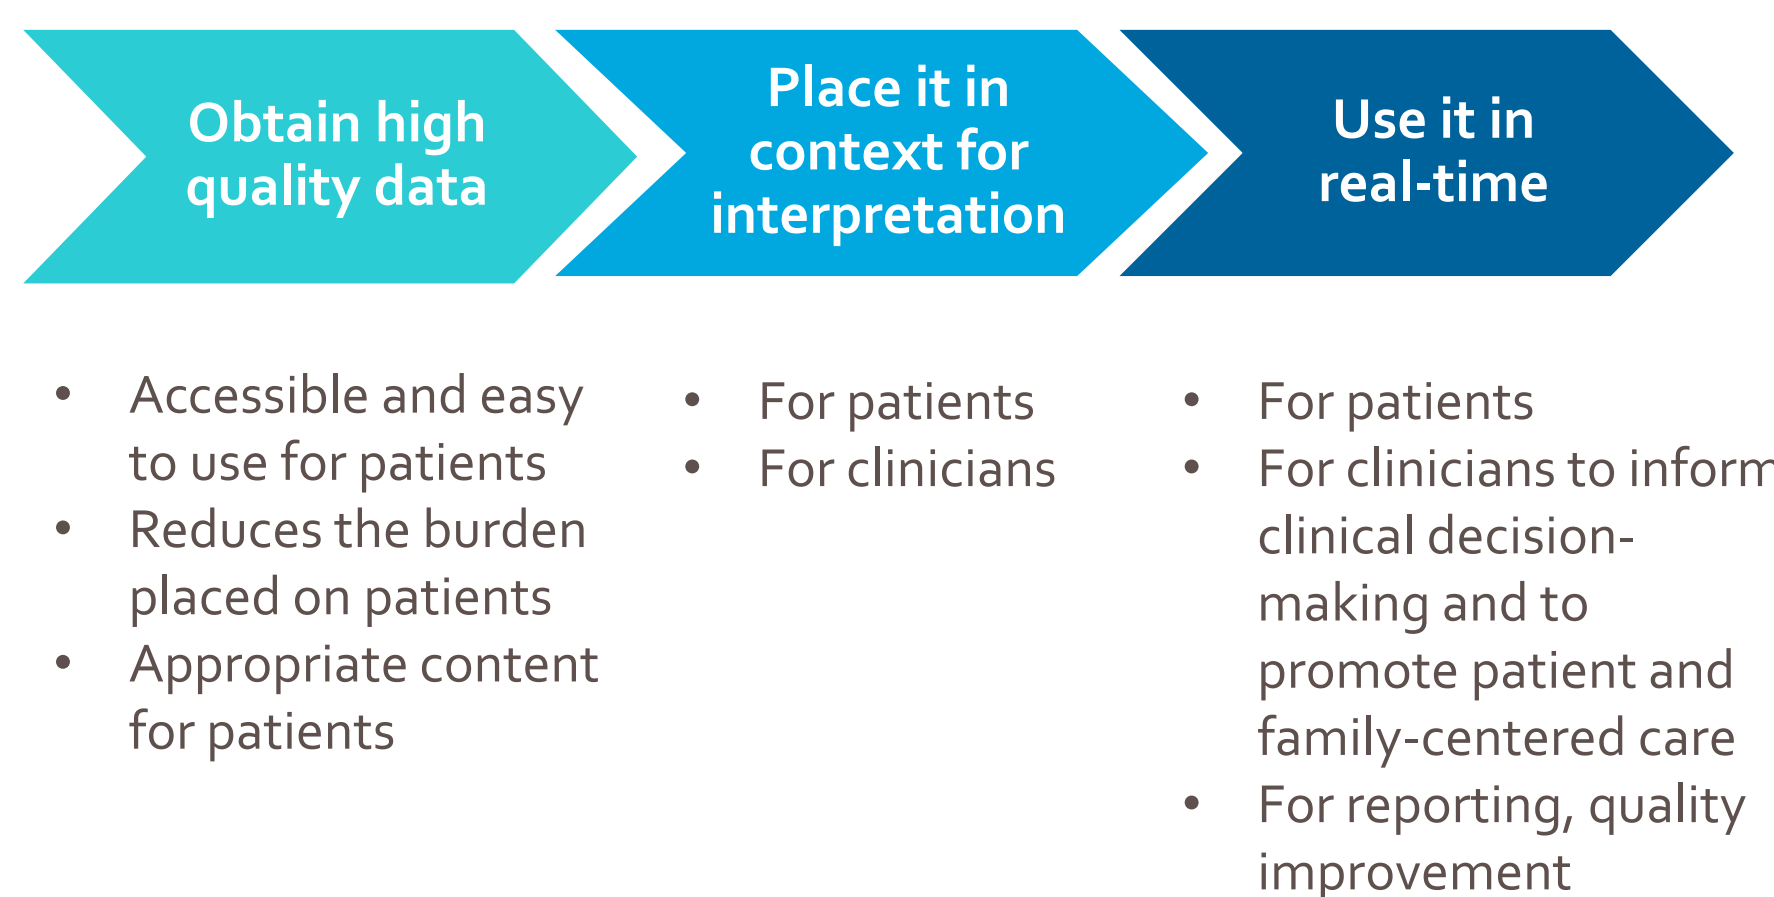 Obtain high
quality data
Place it in
context for
interpretation
Use it in
real-time
• Accessible and easy
to use for patients
• Reduces the burden
placed on patients
• Appropriate content
for patients
• For patients
• For clinicians
• For patients
• For clinicians to inform
clinical decision-
making and to
promote patient and
family-centered care
• For reporting, quality
improvement